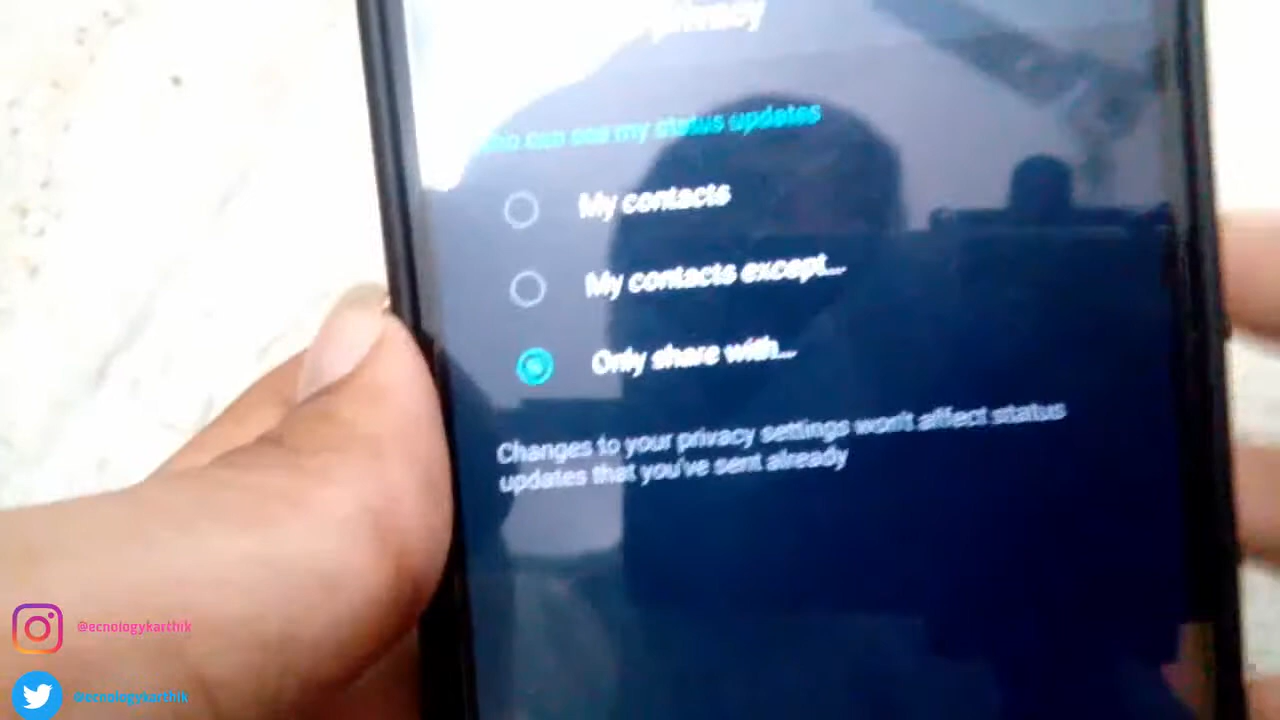 privacy
who can see my status updates
My contacts
My contacts except...
Only share with...
Changes to your privacy settings won't affect status
updates that you've sent already
@ecnologykarthik
@ecnologykarthik